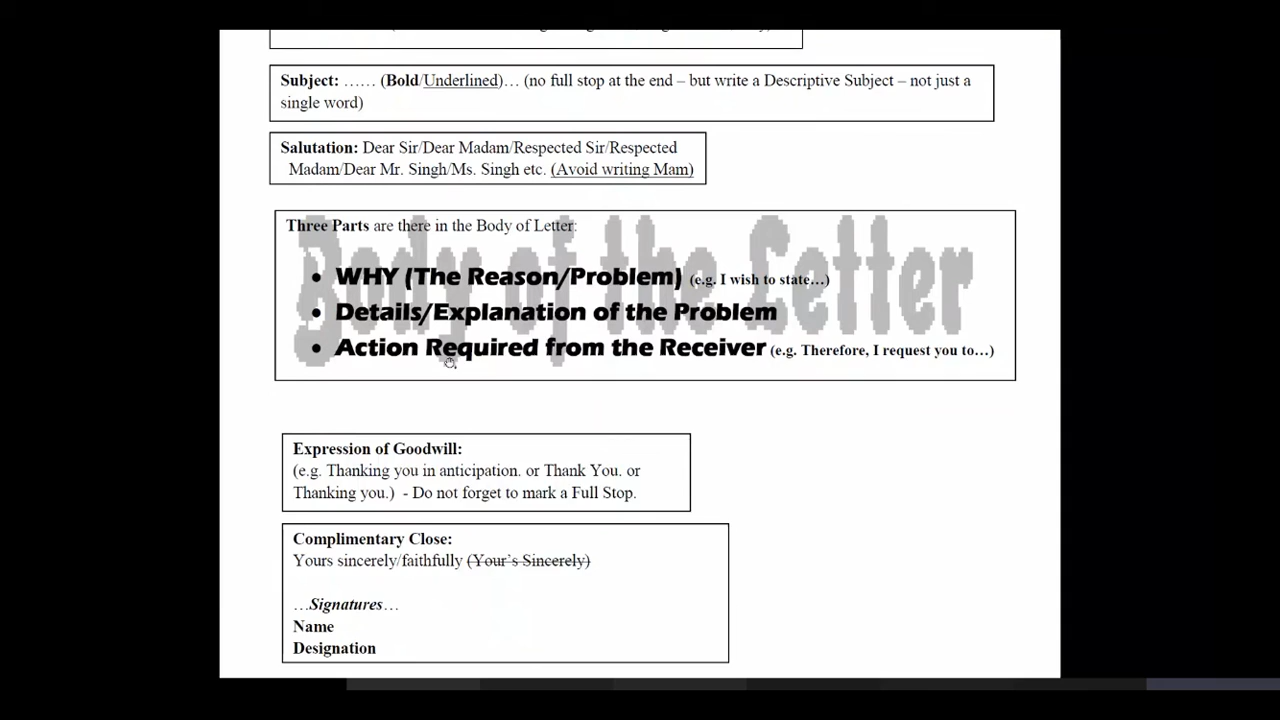 Subject: …… (Bold/Underlined)… (no full stop at the end – but write a Descriptive Subject – not just a
single word)
Salutation: Dear Sir/Dear Madam/Respected Sir/Respected
Madam/Dear Mr. Singh/Ms. Singh etc. (Avoid writing Mam)
Body of the Letter
Three Parts are there in the Body of Letter:
• WHY (The Reason/Problem) (e.g. I wish to state…)
• Details/Explanation of the Problem
• Action Required from the Receiver (e.g. Therefore, I request you to…)
Expression of Goodwill:
(e.g. Thanking you in anticipation. or Thank You. or
Thanking you.) - Do not forget to mark a Full Stop.
Complimentary Close:
Yours sincerely/faithfully (Your’s Sincerely)
…Signatures…
Name
Designation